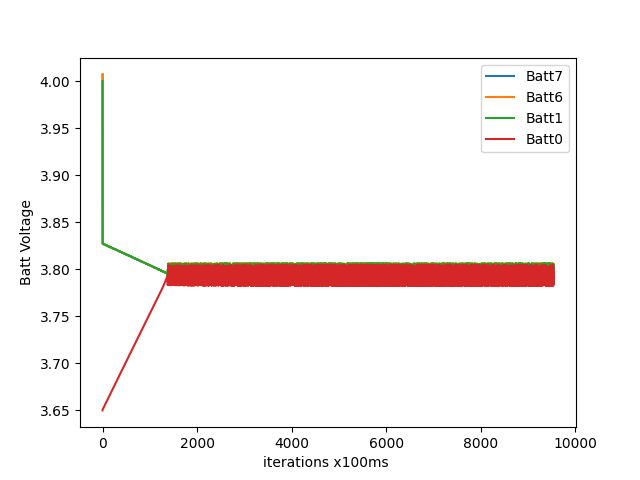 Batt7
Batt6
Batt1
Batt0
4.00
3.95
3.90
3.85
3.80
3.75
3.70
3.65
Batt Voltage
0 2000 4000 6000 8000 10000
iterations x100ms